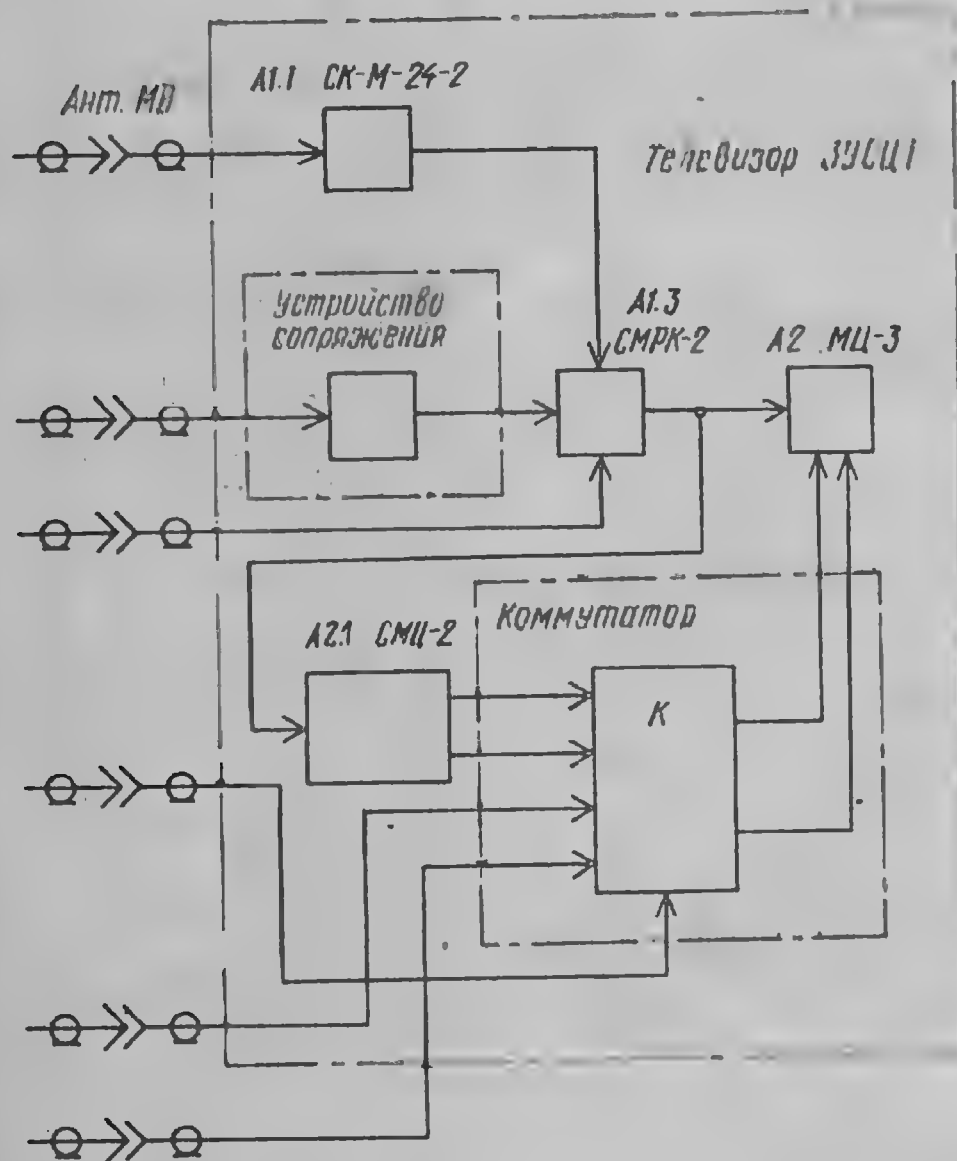 Ант. МВ
А1.1 СК-М-24-2
Телевизор 3УСЦТ
Устройство
сопряжения
А1.3
СМРК-2
А2 МЦ-3
А2.1 СМЦ-2
Коммутатор
К